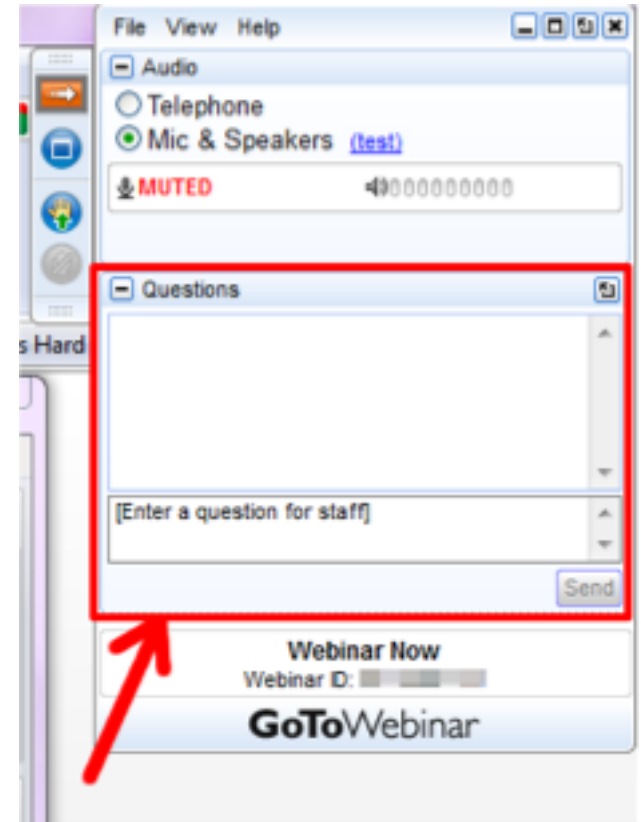 File View Help
Audio
Telephone
Mic & Speakers (test)
MUTED
Questions
s Hard
[Enter a question for staff]
Send
Webinar Now
Webinar ID:
GoToWebinar